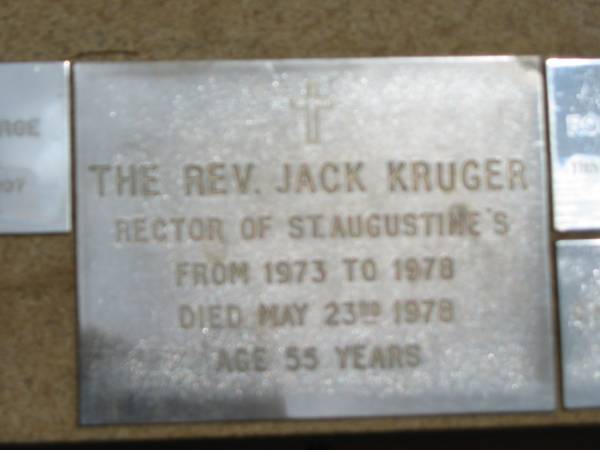 THE REV. JACK KRUGER
RECTOR OF ST. AUGUSTINE'S
FROM 1973 TO 1978
DIED MAY 23RD 1978
AGE 55 YEARS